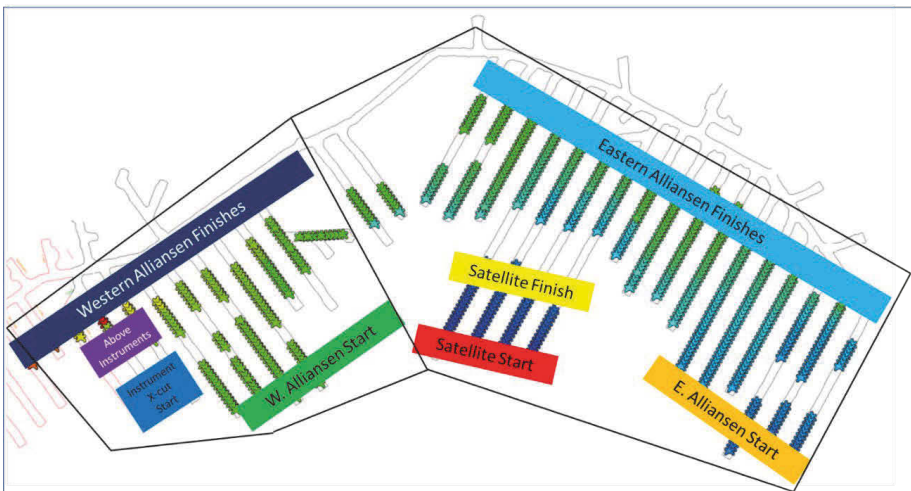 Western Alliansen Finishes
Eastern Alliansen Finishes
Above
Instruments
Instrument
X-cut
Start
W. Alliansen Start
Satellite Finish
Satellite Start
E. Alliansen Start